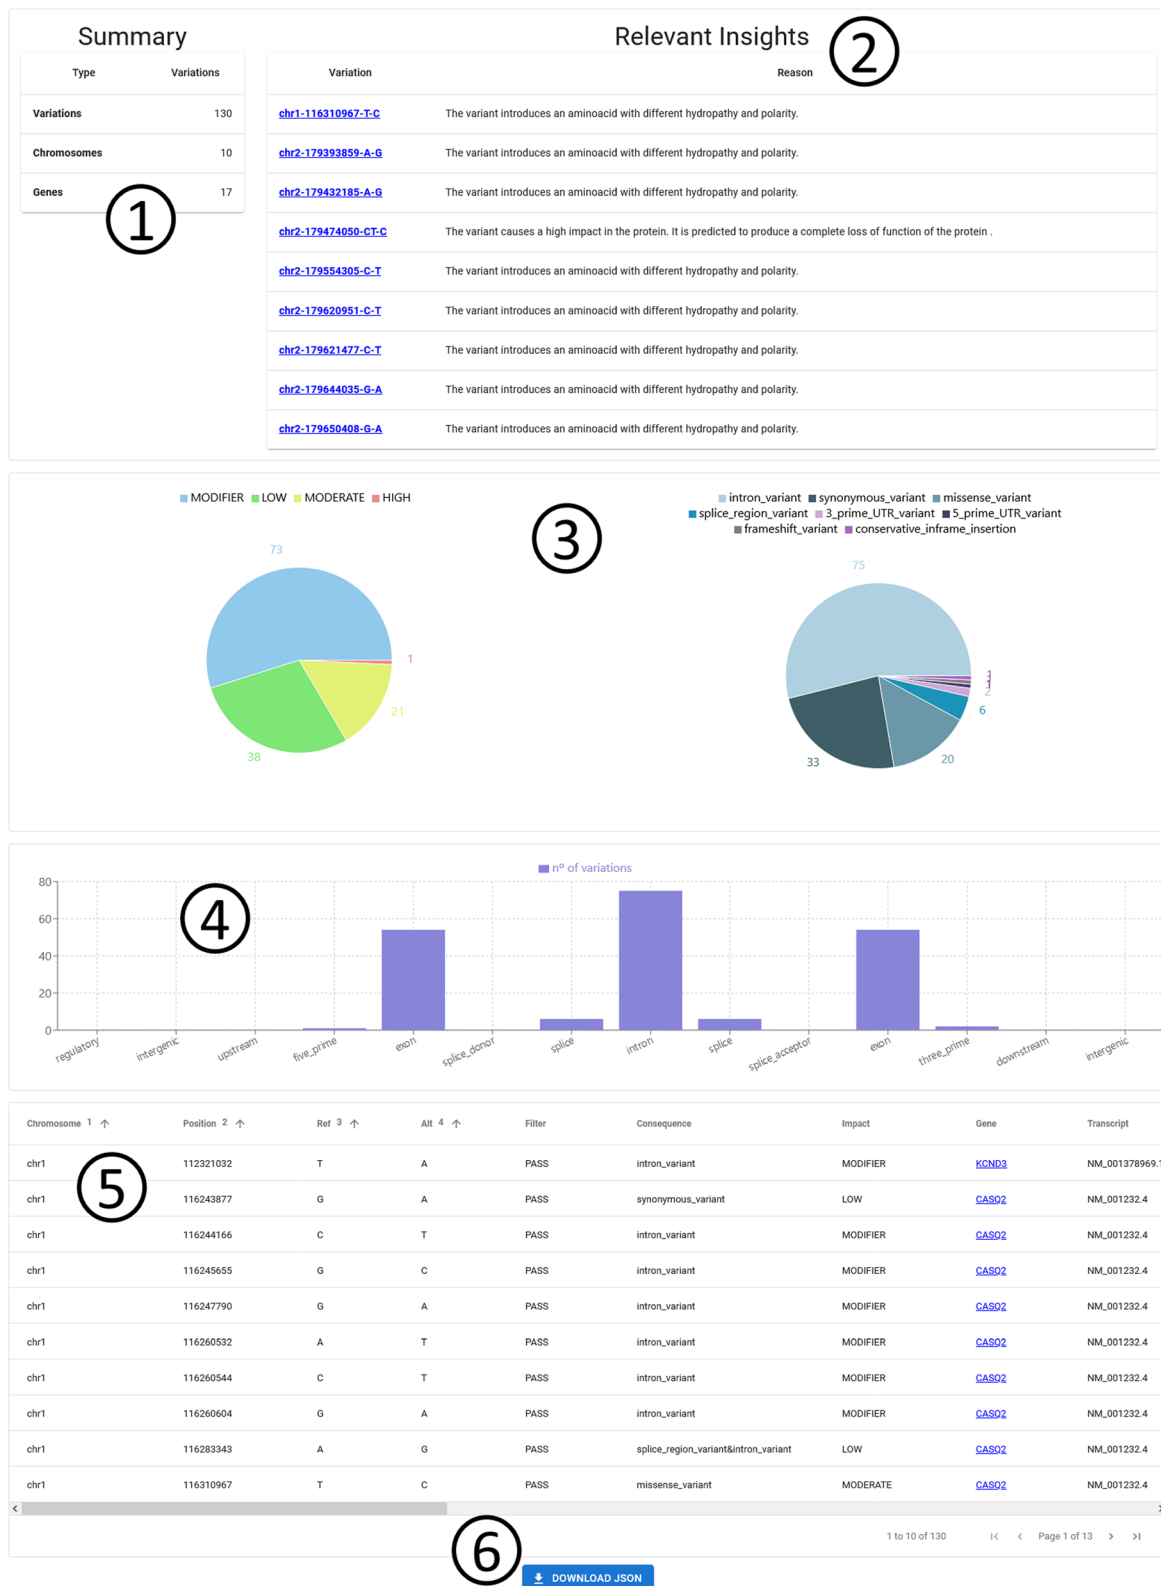 Summary
Relevant Insights
②
Type Variations
Variations 130
Chromosomes 10
Genes 17
①
Variation Reason
chr1-116310967-T-C The variant introduces an aminoacid with different hydropathy and polarity.
chr2-179393859-A-G The variant introduces an aminoacid with different hydropathy and polarity.
chr2-179432185-A-G The variant introduces an aminoacid with different hydropathy and polarity.
chr2-179474050-CT-C The variant causes a high impact in the protein. It is predicted to produce a complete loss of function of the protein .
chr2-179554305-C-T The variant introduces an aminoacid with different hydropathy and polarity.
chr2-179620951-C-T The variant introduces an aminoacid with different hydropathy and polarity.
chr2-179621477-C-T The variant introduces an aminoacid with different hydropathy and polarity.
chr2-179644035-G-A The variant introduces an aminoacid with different hydropathy and polarity.
chr2-179650408-G-A The variant introduces an aminoacid with different hydropathy and polarity.
MODIFIER LOW MODERATE HIGH
73
1
21
38
③
intron_variant synonymous_variant missense_variant
splice_region_variant 3_prime_UTR_variant 5_prime_UTR_variant
frameshift_variant conservative_inframe_insertion
75
1
1
1
2
6
20
33
nº of variations
④
80
60
40
20
0
regulatory intergenic upstream five_prime exon splice_donor splice intron splice splice_acceptor exon three_prime downstream intergenic
Chromosome 1 Position 2 Ref 3 Alt 4 Filter Consequence Impact Gene Transcript
chr1 112321032 T A PASS intron_variant MODIFIER KCND3 NM_001378969.1
chr1 116243877 G A PASS synonymous_variant LOW CASQ2 NM_001232.4
chr1 116244166 C T PASS intron_variant MODIFIER CASQ2 NM_001232.4
chr1 116245655 G C PASS intron_variant MODIFIER CASQ2 NM_001232.4
chr1 116247790 G A PASS intron_variant MODIFIER CASQ2 NM_001232.4
chr1 116260532 A T PASS intron_variant MODIFIER CASQ2 NM_001232.4
chr1 116260544 C T PASS intron_variant MODIFIER CASQ2 NM_001232.4
chr1 116260604 G A PASS intron_variant MODIFIER CASQ2 NM_001232.4
chr1 116283343 A G PASS splice_region_variant&intron_variant LOW CASQ2 NM_001232.4
chr1 116310967 T C PASS missense_variant MODERATE CASQ2 NM_001232.4
⑤
1 to 10 of 130 Page 1 of 13
⑥
DOWNLOAD JSON